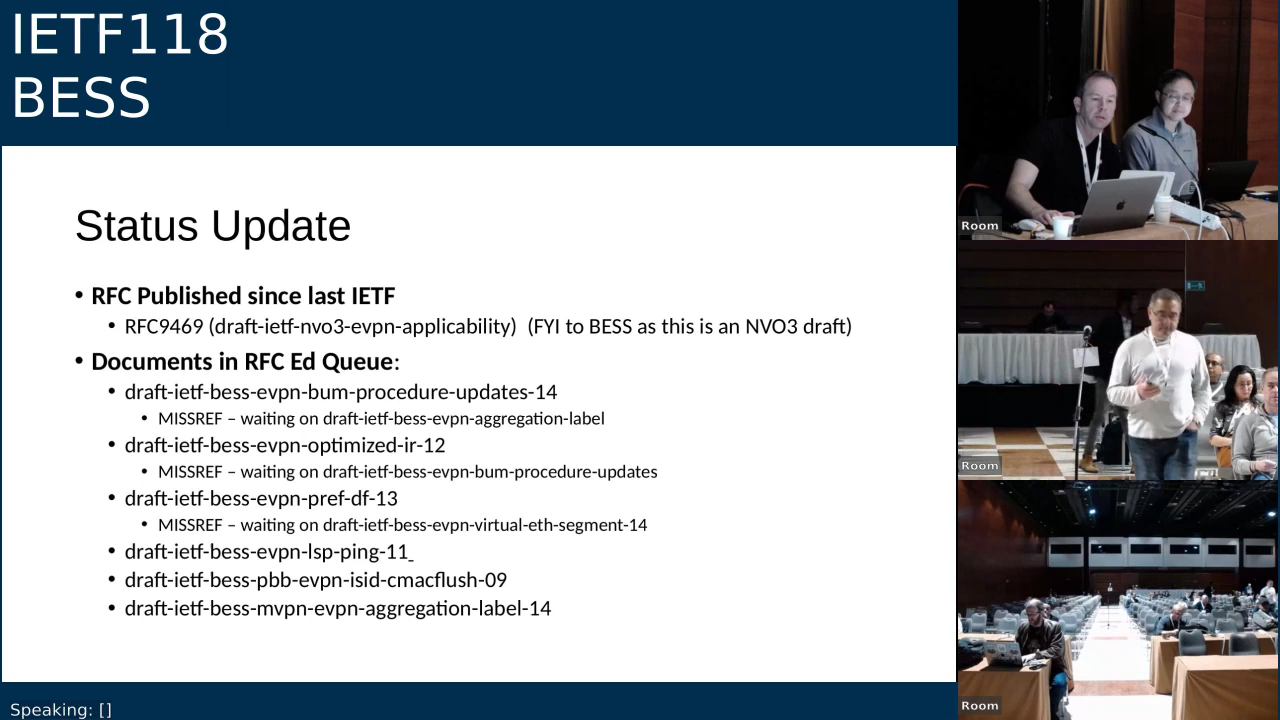 IETF118
BESS
Status Update
• RFC Published since last IETF
• RFC9469 (draft-ietf-nvo3-evpn-applicability)  (FYI to BESS as this is an NVO3 draft)
• Documents in RFC Ed Queue:
• draft-ietf-bess-evpn-bum-procedure-updates-14
• MISSREF – waiting on draft-ietf-bess-evpn-aggregation-label
• draft-ietf-bess-evpn-optimized-ir-12
• MISSREF – waiting on draft-ietf-bess-evpn-bum-procedure-updates
• draft-ietf-bess-evpn-pref-df-13
• MISSREF – waiting on draft-ietf-bess-evpn-virtual-eth-segment-14
• draft-ietf-bess-evpn-lsp-ping-11_
• draft-ietf-bess-pbb-evpn-isid-cmacflush-09
• draft-ietf-bess-mvpn-evpn-aggregation-label-14
Speaking: []
Room
Room
Room